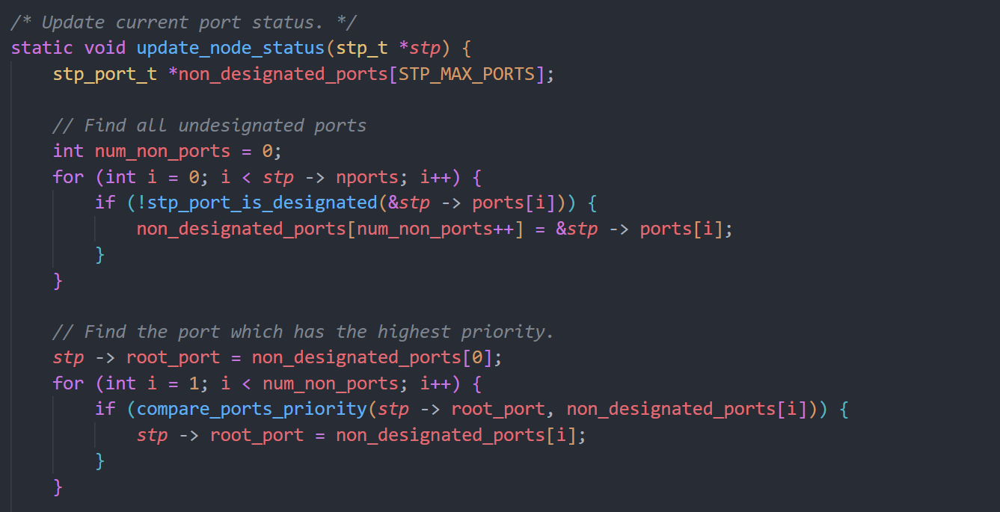 /* Update current port status. */
static void update_node_status(stp_t *stp) {
    stp_port_t *non_designated_ports[STP_MAX_PORTS];

    // Find all undesignated ports
    int num_non_ports = 0;
    for (int i = 0; i < stp -> nports; i++) {
        if (!stp_port_is_designated(&stp -> ports[i])) {
            non_designated_ports[num_non_ports++] = &stp -> ports[i];
        }
    }

    // Find the port which has the highest priority.
    stp -> root_port = non_designated_ports[0];
    for (int i = 1; i < num_non_ports; i++) {
        if (compare_ports_priority(stp -> root_port, non_designated_ports[i])) {
            stp -> root_port = non_designated_ports[i];
        }
    }